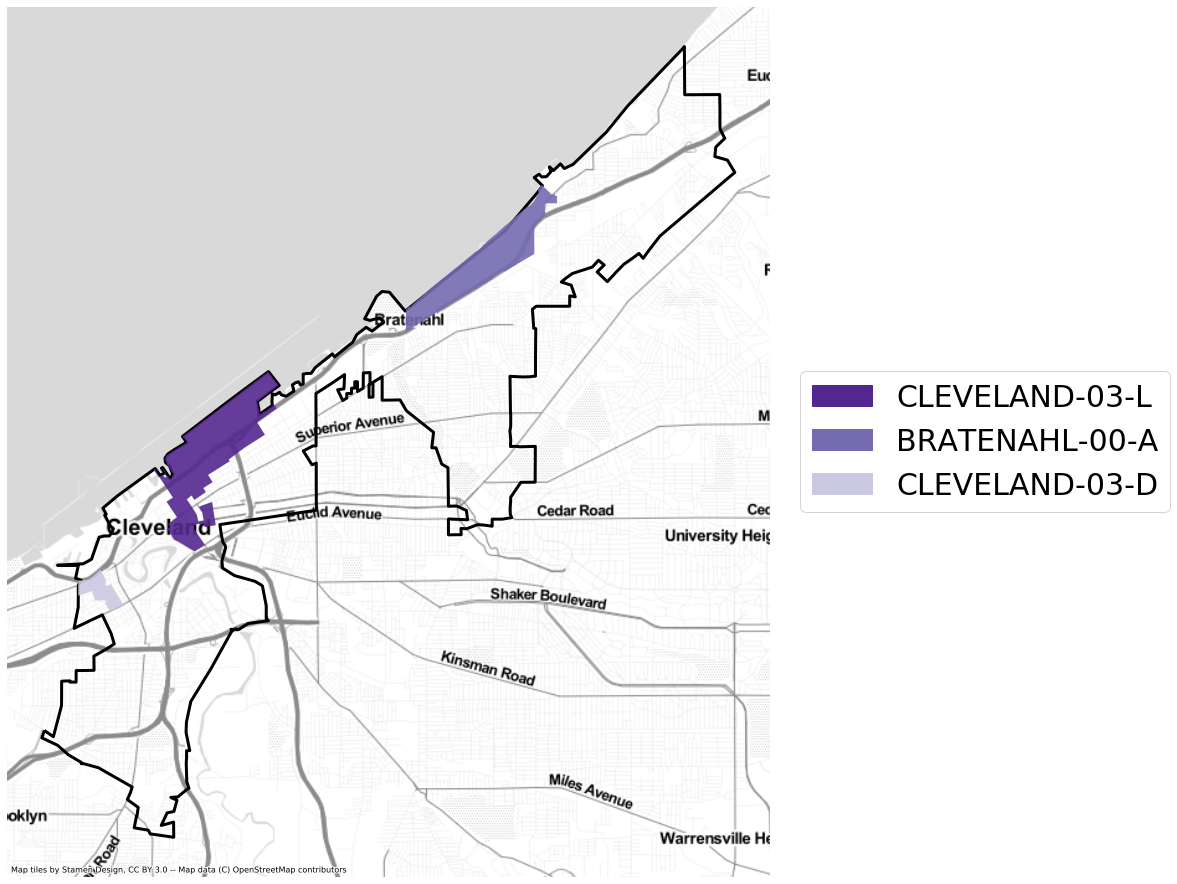 Euc
Bratenahl
R
CLEVELAND-03-L
M
Superior Avenue
BRATENAHL-00-A
CLEVELAND-03-D
Cleveland
Euclid Avenue
Cedar Road
Ced
University Heig
Shaker Boulevard
Kinsman Road
Miles Avenue
ooklyn
Warrensville He
Road
Map tiles by Stamen Design, CC BY 3.0 -- Map data (C) OpenStreetMap contributors